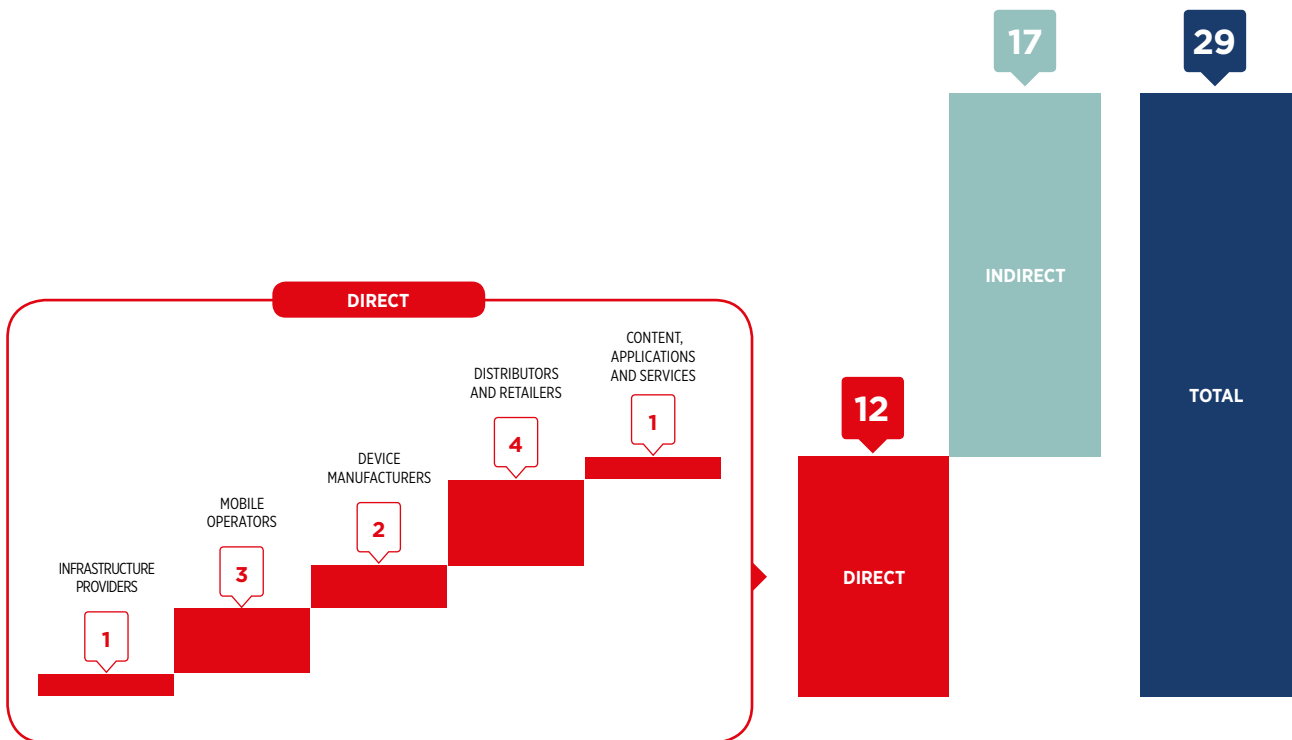 DIRECT
INFRASTRUCTURE
PROVIDERS
1
MOBILE
OPERATORS
3
DEVICE
MANUFACTURERS
2
DISTRIBUTORS
AND RETAILERS
4
CONTENT,
APPLICATIONS
AND SERVICES
1
12
DIRECT
17
INDIRECT
29
TOTAL